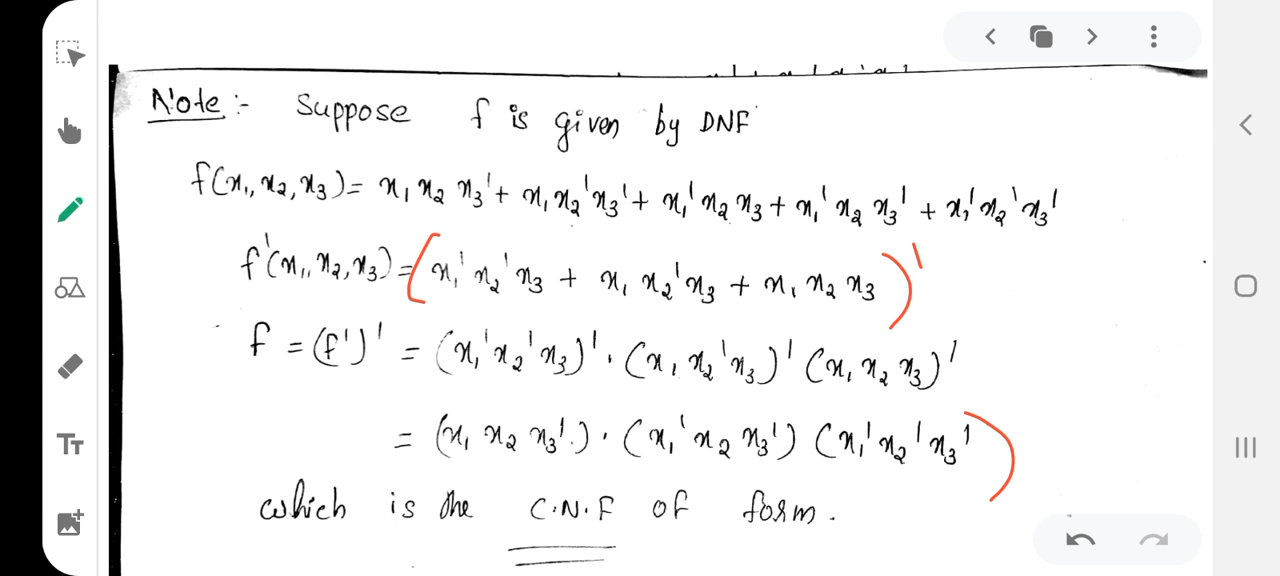 Note :- Suppose f is given by DNF
f(x₁, x₂, x₃) = x₁ x₂ x₃' + x₁ x₂' x₃' + x₁' x₂ x₃ + x₁' x₂ x₃' + x₁' x₂' x₃'
f'(x₁, x₂, x₃) = (x₁' x₂' x₃ + x₁ x₂' x₃ + x₁ x₂ x₃)'
f = (f')' = (x₁' x₂' x₃)' · (x₁ x₂' x₃)' (x₁ x₂ x₃)'
= (x₁ x₂ x₃'.) · (x₁' x₂ x₃') (x₁' x₂' x₃')
which is the C.N.F of form.
TT